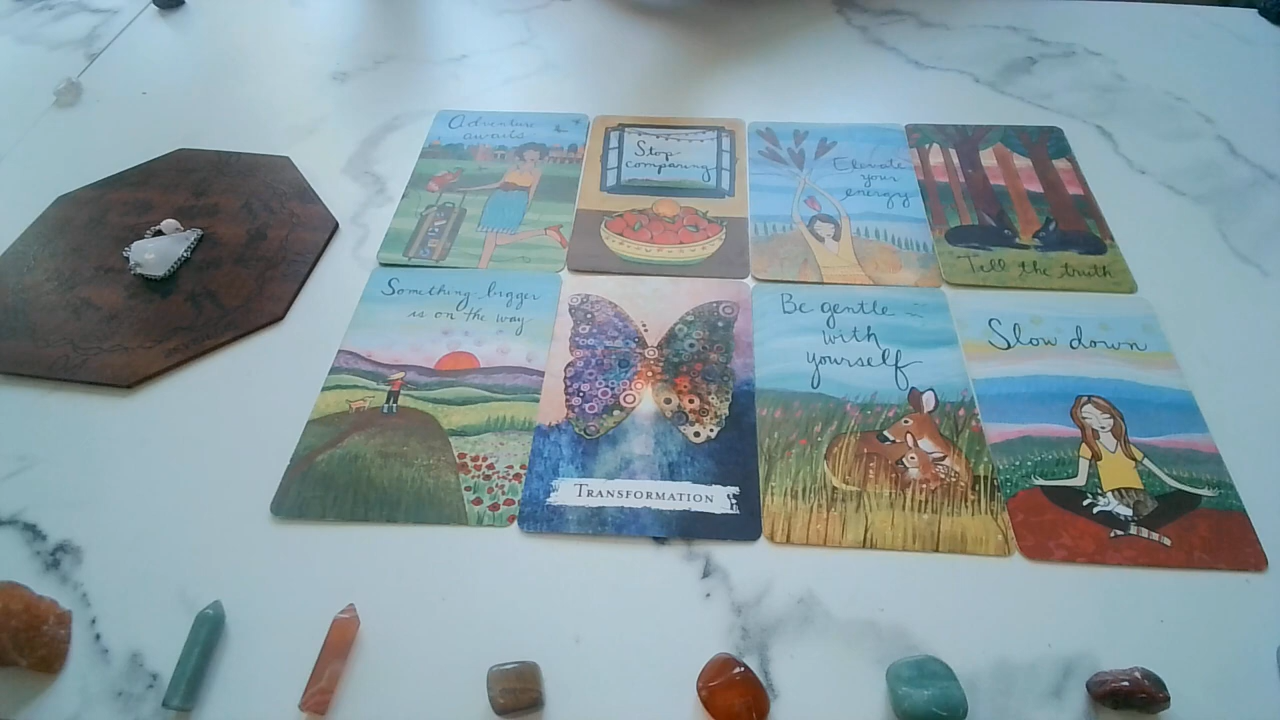 Adventure
awaits
Stop
comparing
Elevate
your
energy
Tell the truth
Something bigger
is on the way
TRANSFORMATION
Be gentle
with
yourself
Slow down